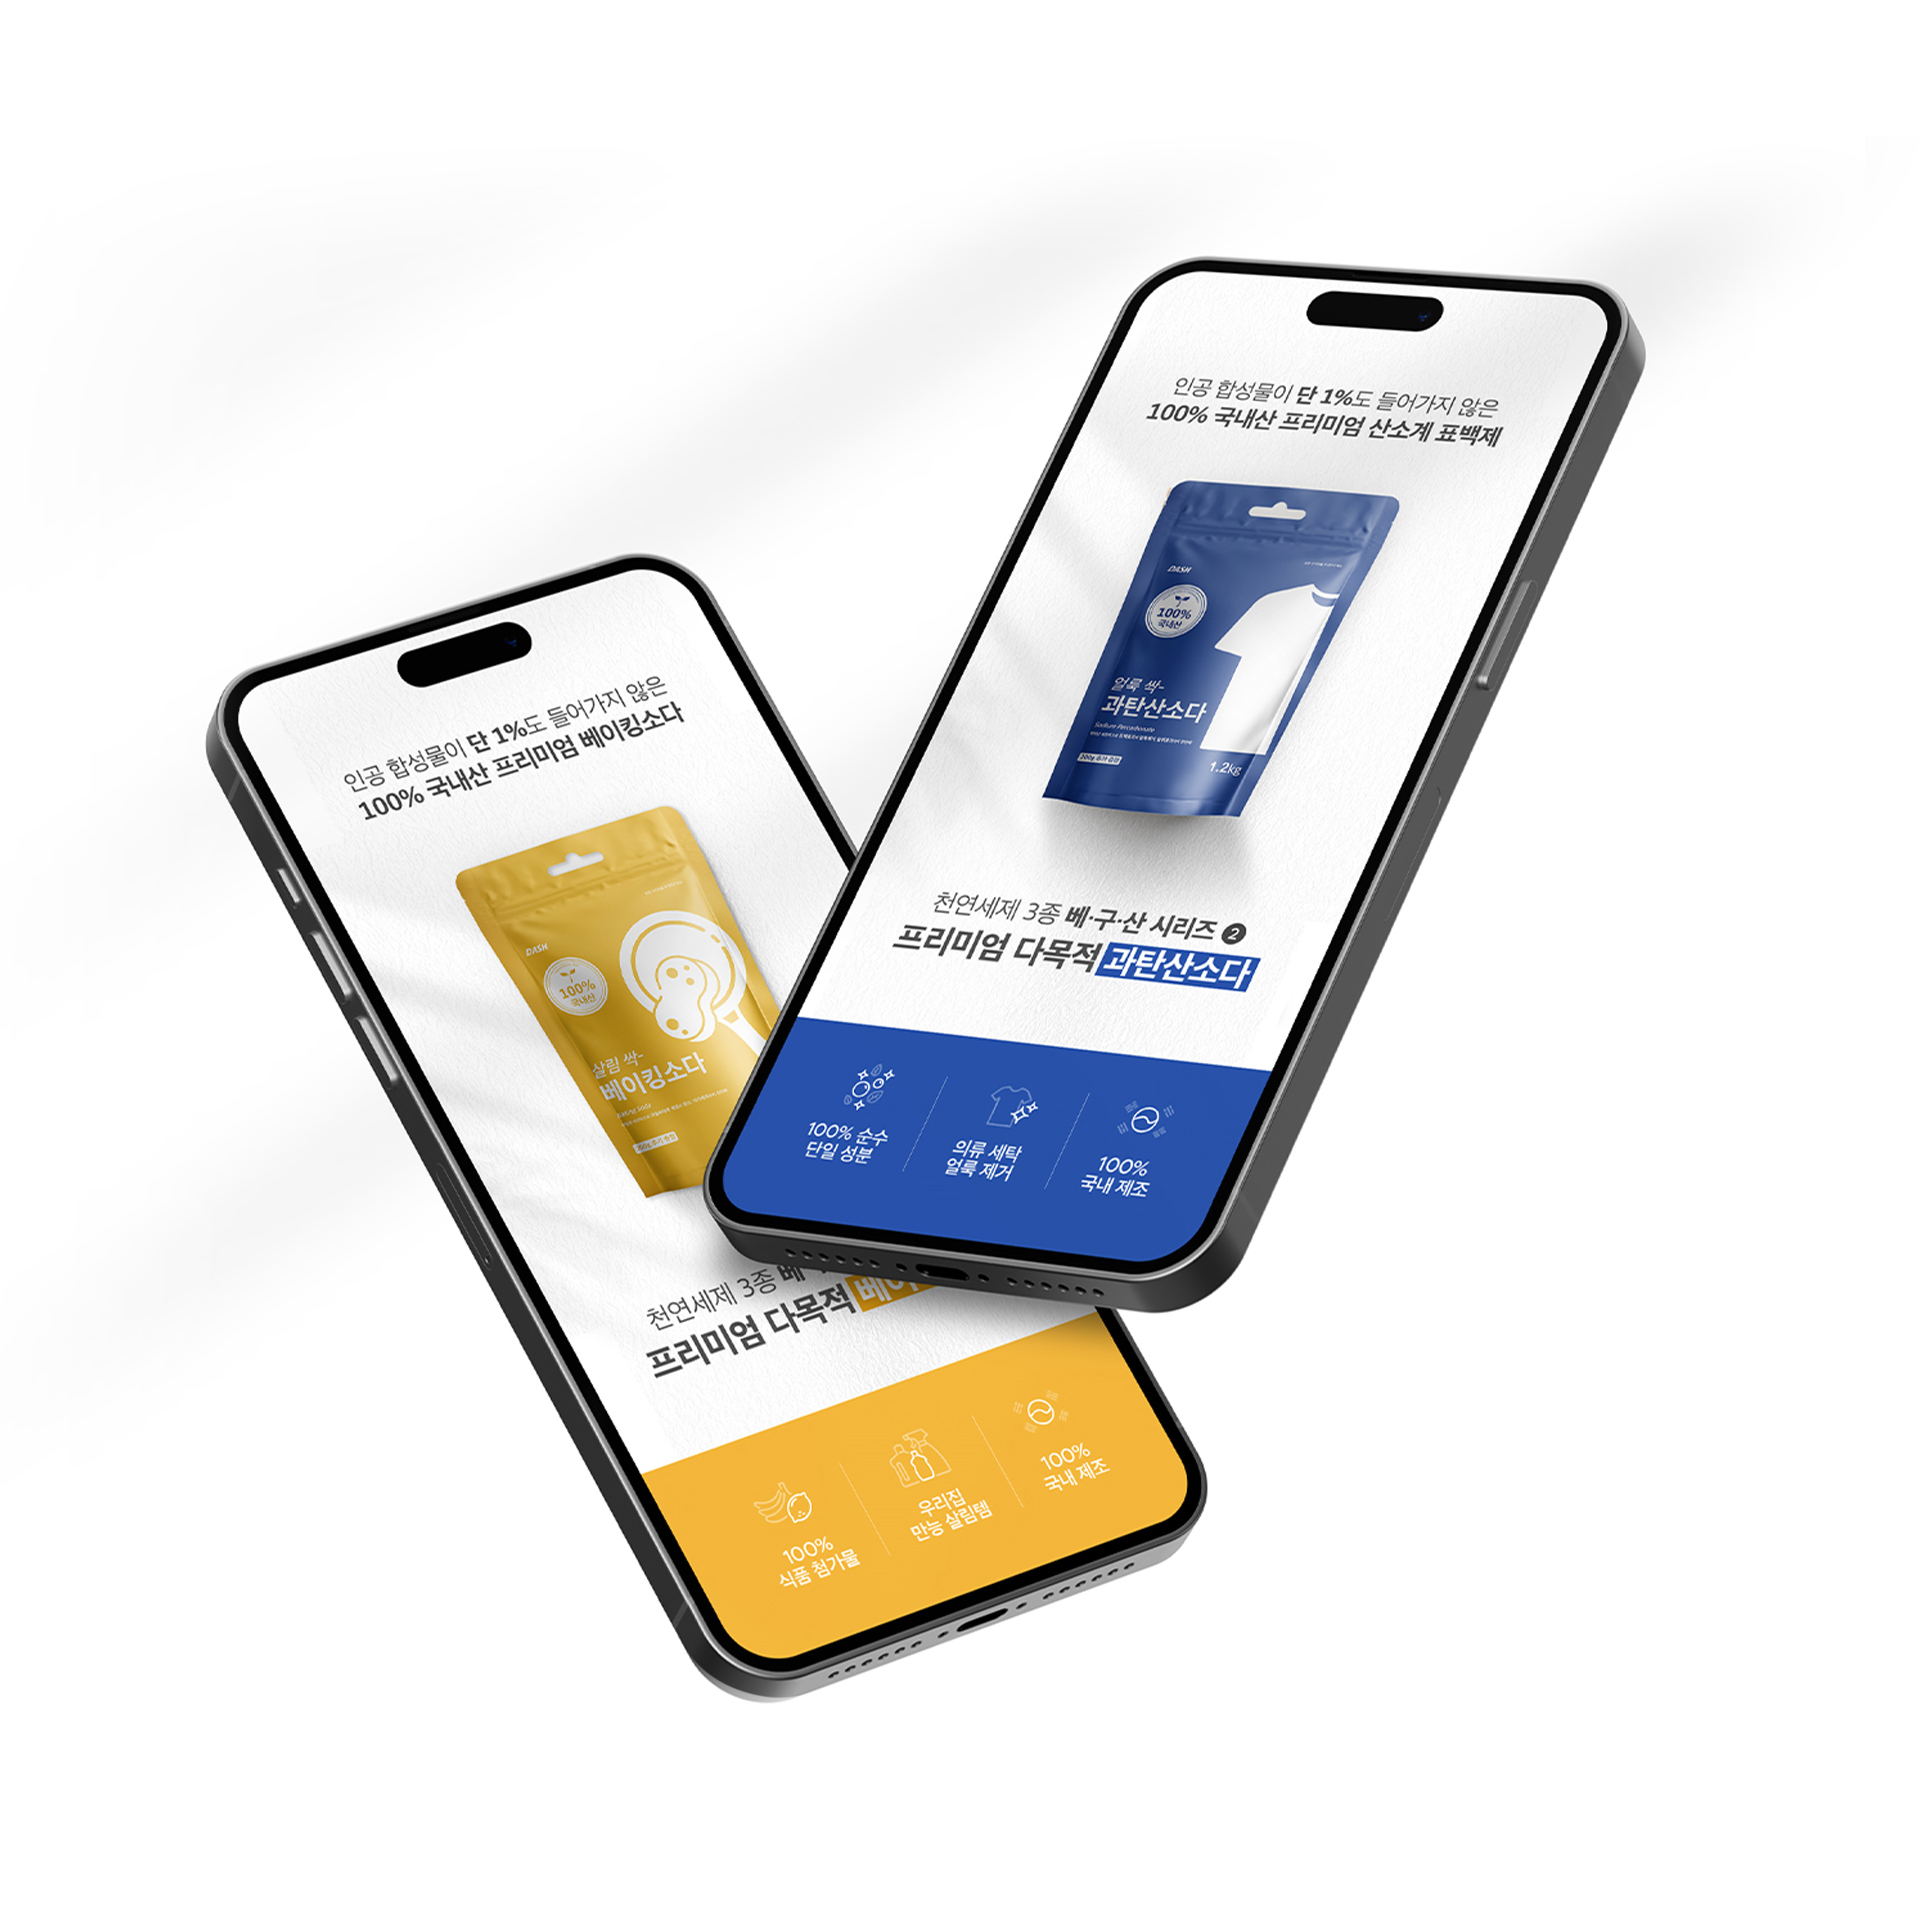 인공 합성물이 단 1%도 들어가지 않은
100% 국내산 프리미엄 베이킹소다
DASH
100%
국내산
살림 싹-
베이킹소다
Baking Soda
천연세제 3종 베·
프리미엄 다목적 베이
100%
식품 첨가물
우리집
만능 살림템
100%
국내 제조
인공 합성물이 단 1%도 들어가지 않은
100% 국내산 프리미엄 산소계 표백제
DASH
100%
국내산
얼룩 싹-
과탄산소다
Sodium Percarbonate
200g 추가 증량
1.2kg
천연세제 3종 베·구·산 시리즈 2
프리미엄 다목적 과탄산소다
100% 순수
단일 성분
의류 세탁
얼룩 제거
100%
국내 제조